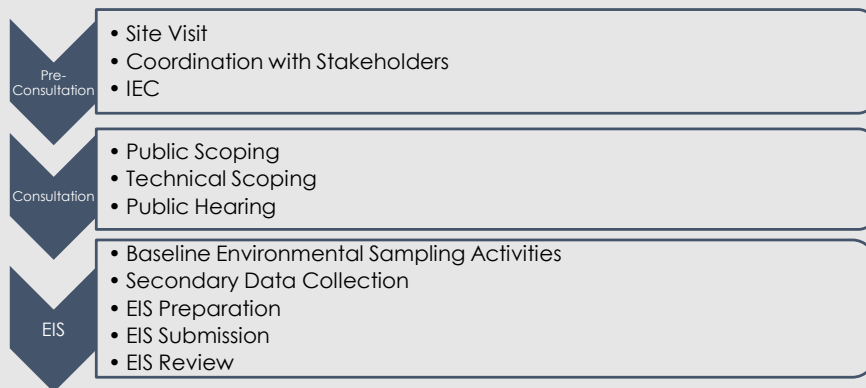 Pre-
Consultation
• Site Visit
• Coordination with Stakeholders
• IEC
Consultation
• Public Scoping
• Technical Scoping
• Public Hearing
EIS
• Baseline Environmental Sampling Activities
• Secondary Data Collection
• EIS Preparation
• EIS Submission
• EIS Review